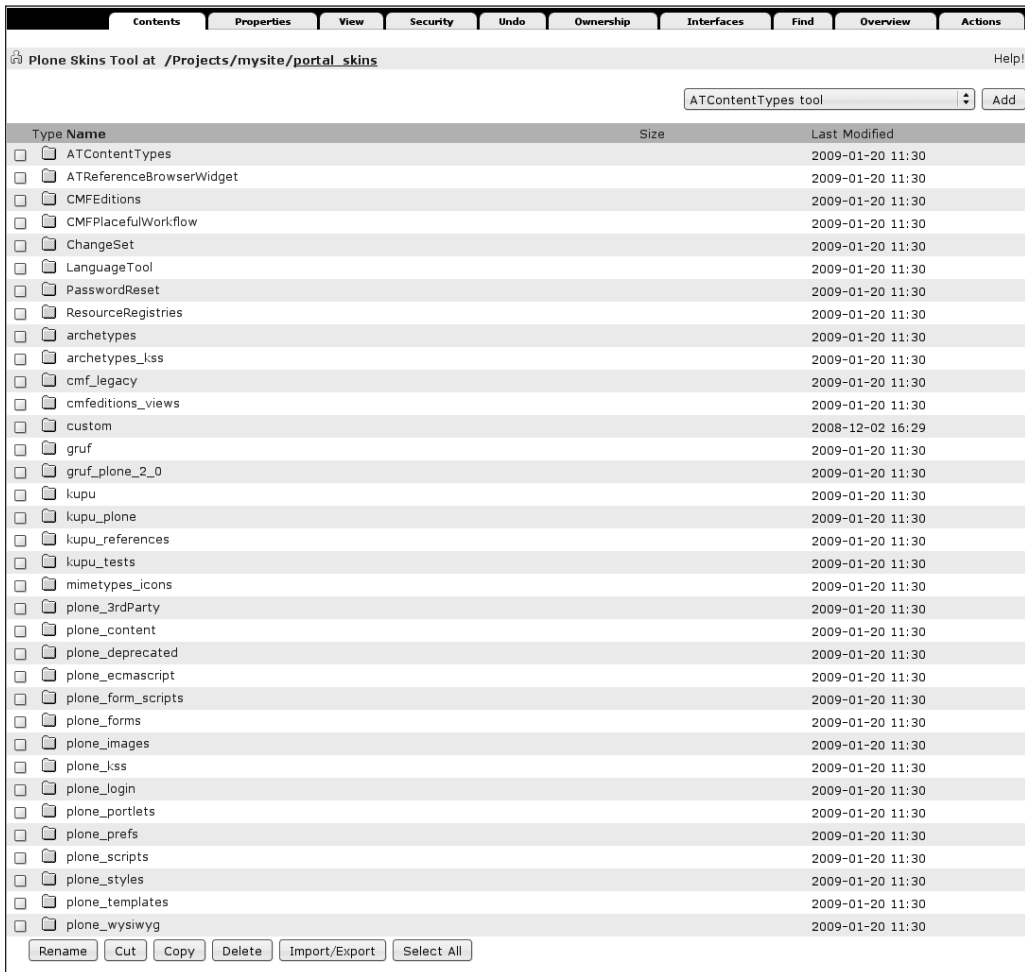 Contents Properties View Security Undo Ownership Interfaces Find Overview Actions
Plone Skins Tool at /Projects/mysite/portal_skins Help!
ATContentTypes tool Add
Type Name Size Last Modified
ATContentTypes 2009-01-20 11:30
ATReferenceBrowserWidget 2009-01-20 11:30
CMFEditions 2009-01-20 11:30
CMFPlacefulWorkflow 2009-01-20 11:30
ChangeSet 2009-01-20 11:30
LanguageTool 2009-01-20 11:30
PasswordReset 2009-01-20 11:30
ResourceRegistries 2009-01-20 11:30
archetypes 2009-01-20 11:30
archetypes_kss 2009-01-20 11:30
cmf_legacy 2009-01-20 11:30
cmfeditions_views 2009-01-20 11:30
custom 2008-12-02 16:29
gruf 2009-01-20 11:30
gruf_plone_2_0 2009-01-20 11:30
kupu 2009-01-20 11:30
kupu_plone 2009-01-20 11:30
kupu_references 2009-01-20 11:30
kupu_tests 2009-01-20 11:30
mimetypes_icons 2009-01-20 11:30
plone_3rdParty 2009-01-20 11:30
plone_content 2009-01-20 11:30
plone_deprecated 2009-01-20 11:30
plone_ecmascript 2009-01-20 11:30
plone_form_scripts 2009-01-20 11:30
plone_forms 2009-01-20 11:30
plone_images 2009-01-20 11:30
plone_kss 2009-01-20 11:30
plone_login 2009-01-20 11:30
plone_portlets 2009-01-20 11:30
plone_prefs 2009-01-20 11:30
plone_scripts 2009-01-20 11:30
plone_styles 2009-01-20 11:30
plone_templates 2009-01-20 11:30
plone_wysiwyg 2009-01-20 11:30
Rename Cut Copy Delete Import/Export Select All